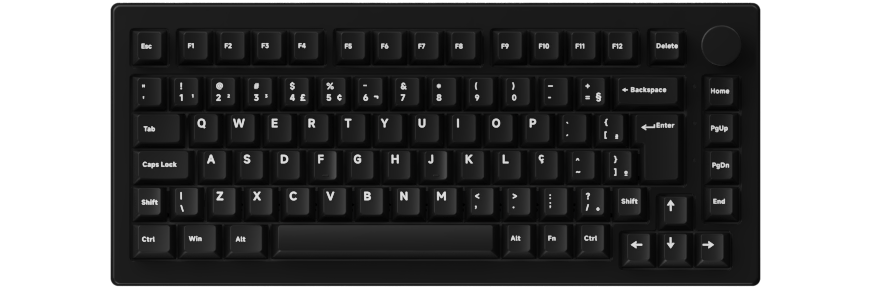 Esc F1 F2 F3 F4 F5 F6 F7 F8 F9 F10 F11 F12 Delete
" ! @ # $ % & * ( ) - + ← Backspace Home
' 1 ¹ 2 ² 3 ³ 4 £ 5 ¢ 6 ¬ 7 8 9 0 - = §
Tab Q W E R T Y U I O P { ↵ Enter PgUp
[ ª
Caps Lock A S D F G H J K L Ç ^ } PgDn
~ ] º
Shift | Z X C V B N M < > : ? Shift ↑ End
\ , . ; / °
Ctrl Win Alt Alt Fn Ctrl ← ↓ →